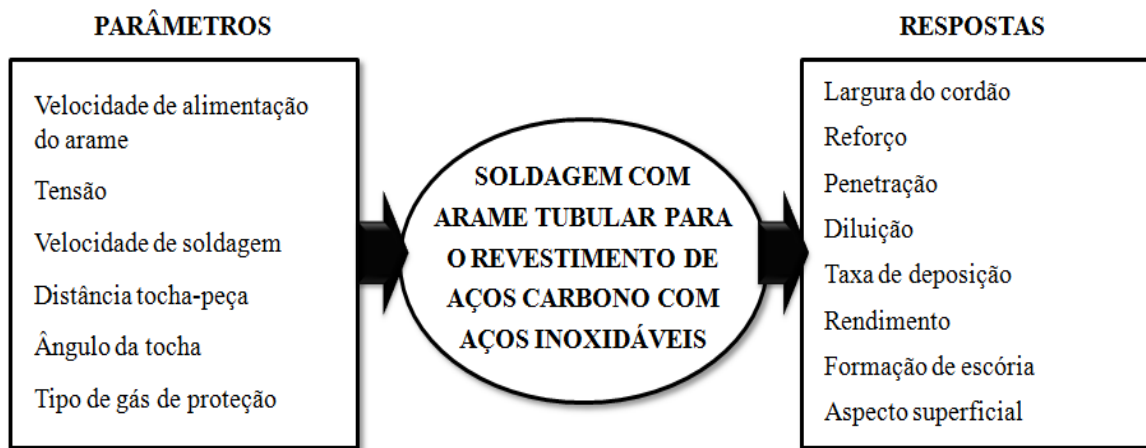 PARÂMETROS
Velocidade de alimentação
do arame
Tensão
Velocidade de soldagem
Distância tocha-peça
Ângulo da tocha
Tipo de gás de proteção
SOLDAGEM COM
ARAME TUBULAR PARA
O REVESTIMENTO DE
AÇOS CARBONO COM
AÇOS INOXIDÁVEIS
RESPOSTAS
Largura do cordão
Reforço
Penetração
Diluição
Taxa de deposição
Rendimento
Formação de escória
Aspecto superficial